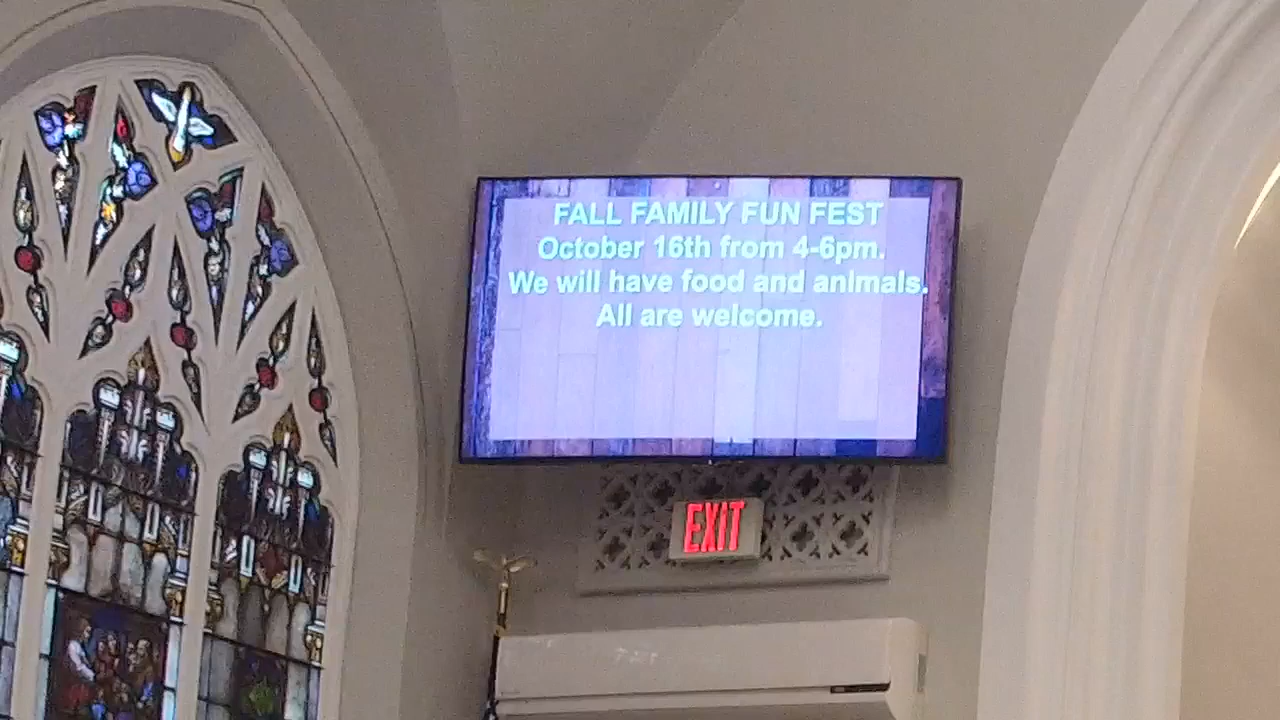 FALL FAMILY FUN FEST
October 16th from 4-6pm.
We will have food and animals.
All are welcome.
EXIT